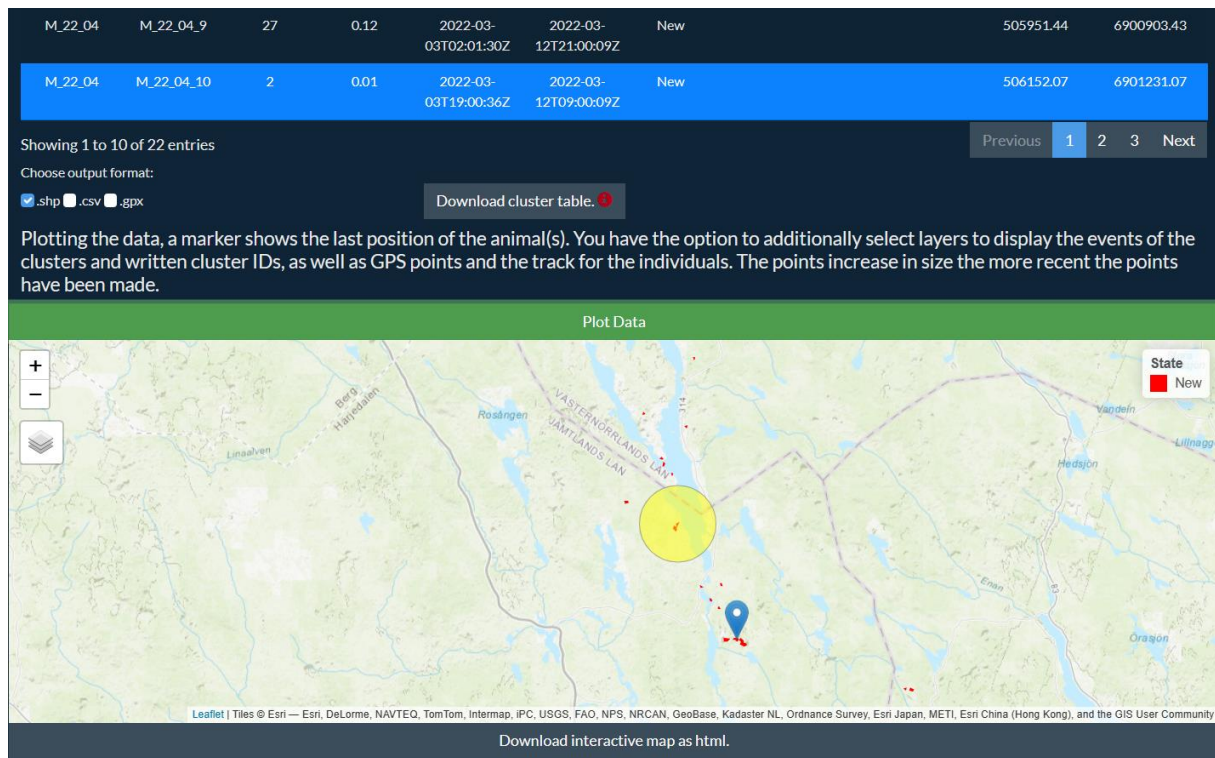 M_22_04 M_22_04_9 27 0.12 2022-03- 2022-03- New 505951.44 6900903.43
03T02:01:30Z 12T21:00:09Z
M_22_04 M_22_04_10 2 0.01 2022-03- 2022-03- New 506152.07 6901231.07
03T19:00:36Z 12T09:00:09Z
Showing 1 to 10 of 22 entries
Previous 1 2 3 Next
Choose output format:
.shp .csv .gpx
Download cluster table.
Plotting the data, a marker shows the last position of the animal(s). You have the option to additionally select layers to display the events of the
clusters and written cluster IDs, as well as GPS points and the track for the individuals. The points increase in size the more recent the points
have been made.
Plot Data
+
−
State
New
Berg
Härjedalen
Rosången
VÄSTERNORRLANDS LÄN
JÄMTLANDS LÄN
314
Vandeln
Lillnagg
Linaalven
Hedsjön
Enan
83
Örasjön
Leaflet | Tiles © Esri — Esri, DeLorme, NAVTEQ, TomTom, Intermap, iPC, USGS, FAO, NPS, NRCAN, GeoBase, Kadaster NL, Ordnance Survey, Esri Japan, METI, Esri China (Hong Kong), and the GIS User Community
Download interactive map as html.